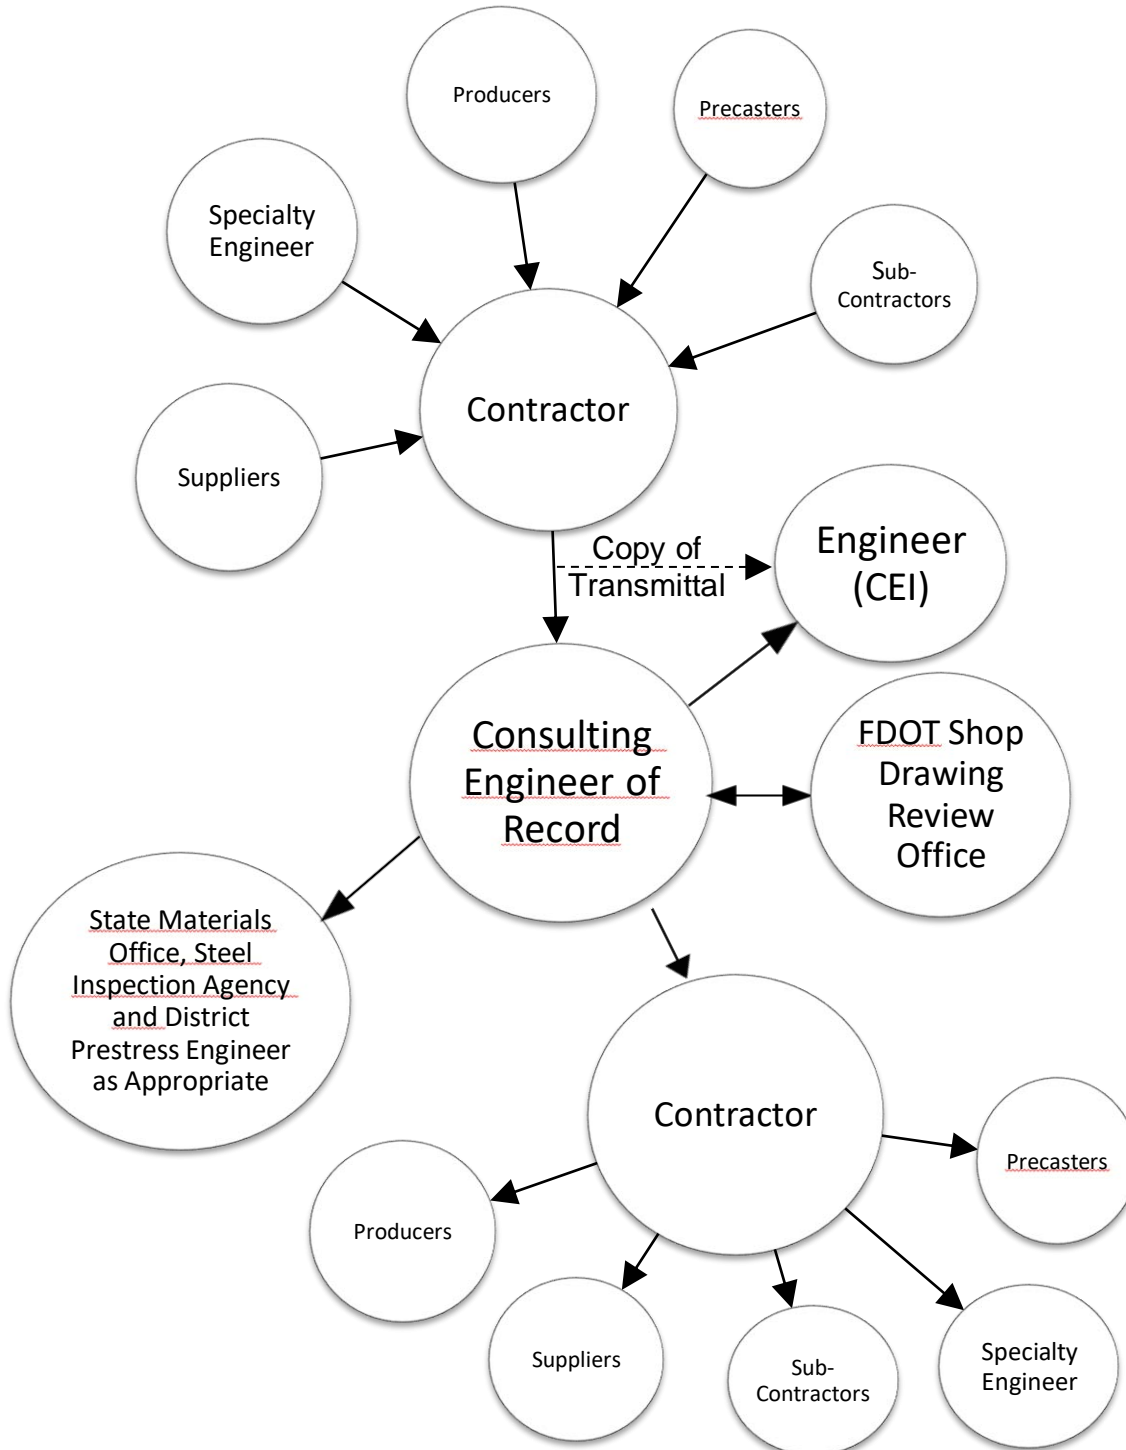 Producers
Precasters
Specialty
Engineer
Sub-
Contractors
Contractor
Suppliers
Copy of
Transmittal
Engineer
(CEI)
Consulting
Engineer of
Record
FDOT Shop
Drawing
Review
Office
State Materials
Office, Steel
Inspection Agency
and District
Prestress Engineer
as Appropriate
Contractor
Precasters
Producers
Suppliers
Sub-
Contractors
Specialty
Engineer